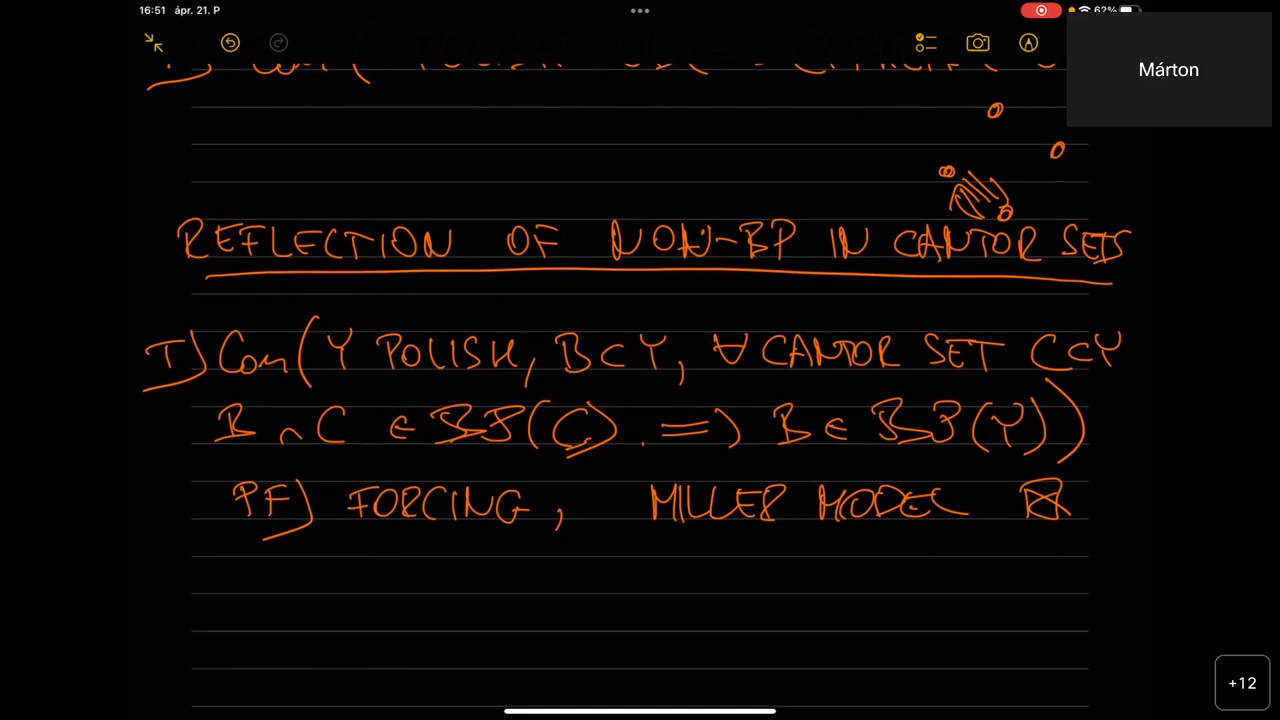 16:51 ápr. 21. P
62%
Márton
REFLECTION OF NON-BP IN CANTOR SETS
T) Con( Y POLISH, B⊂Y, ∀ CANTOR SET C⊂Y
B∩C ∈ BP(C) => B ∈ BP(Y))
PF) FORCING, MILLER MODEL ⊠
+12